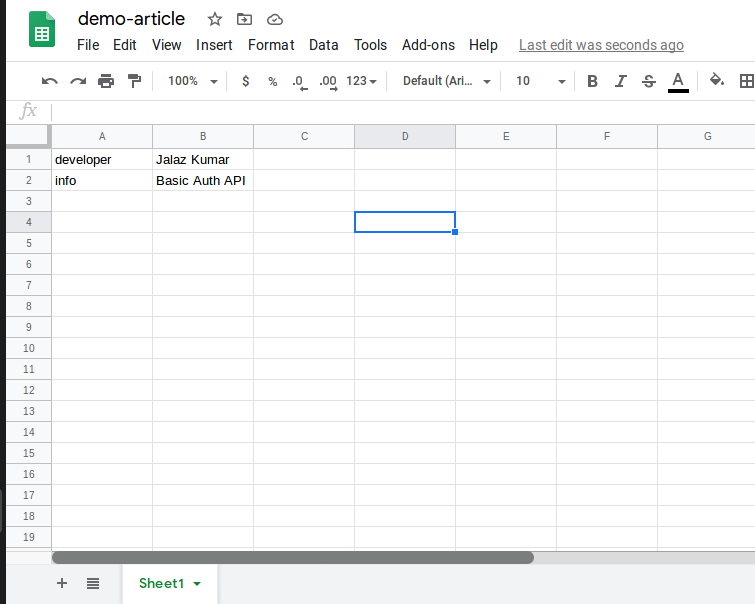 demo-article
File Edit View Insert Format Data Tools Add-ons Help Last edit was seconds ago
100% $ % .0 .00 123 Default (Ari... 10 B I S A
fx
A B C D E F G
1 developer Jalaz Kumar
2 info Basic Auth API
3
4
5
6
7
8
9
10
11
12
13
14
15
16
17
18
19
+ Sheet1